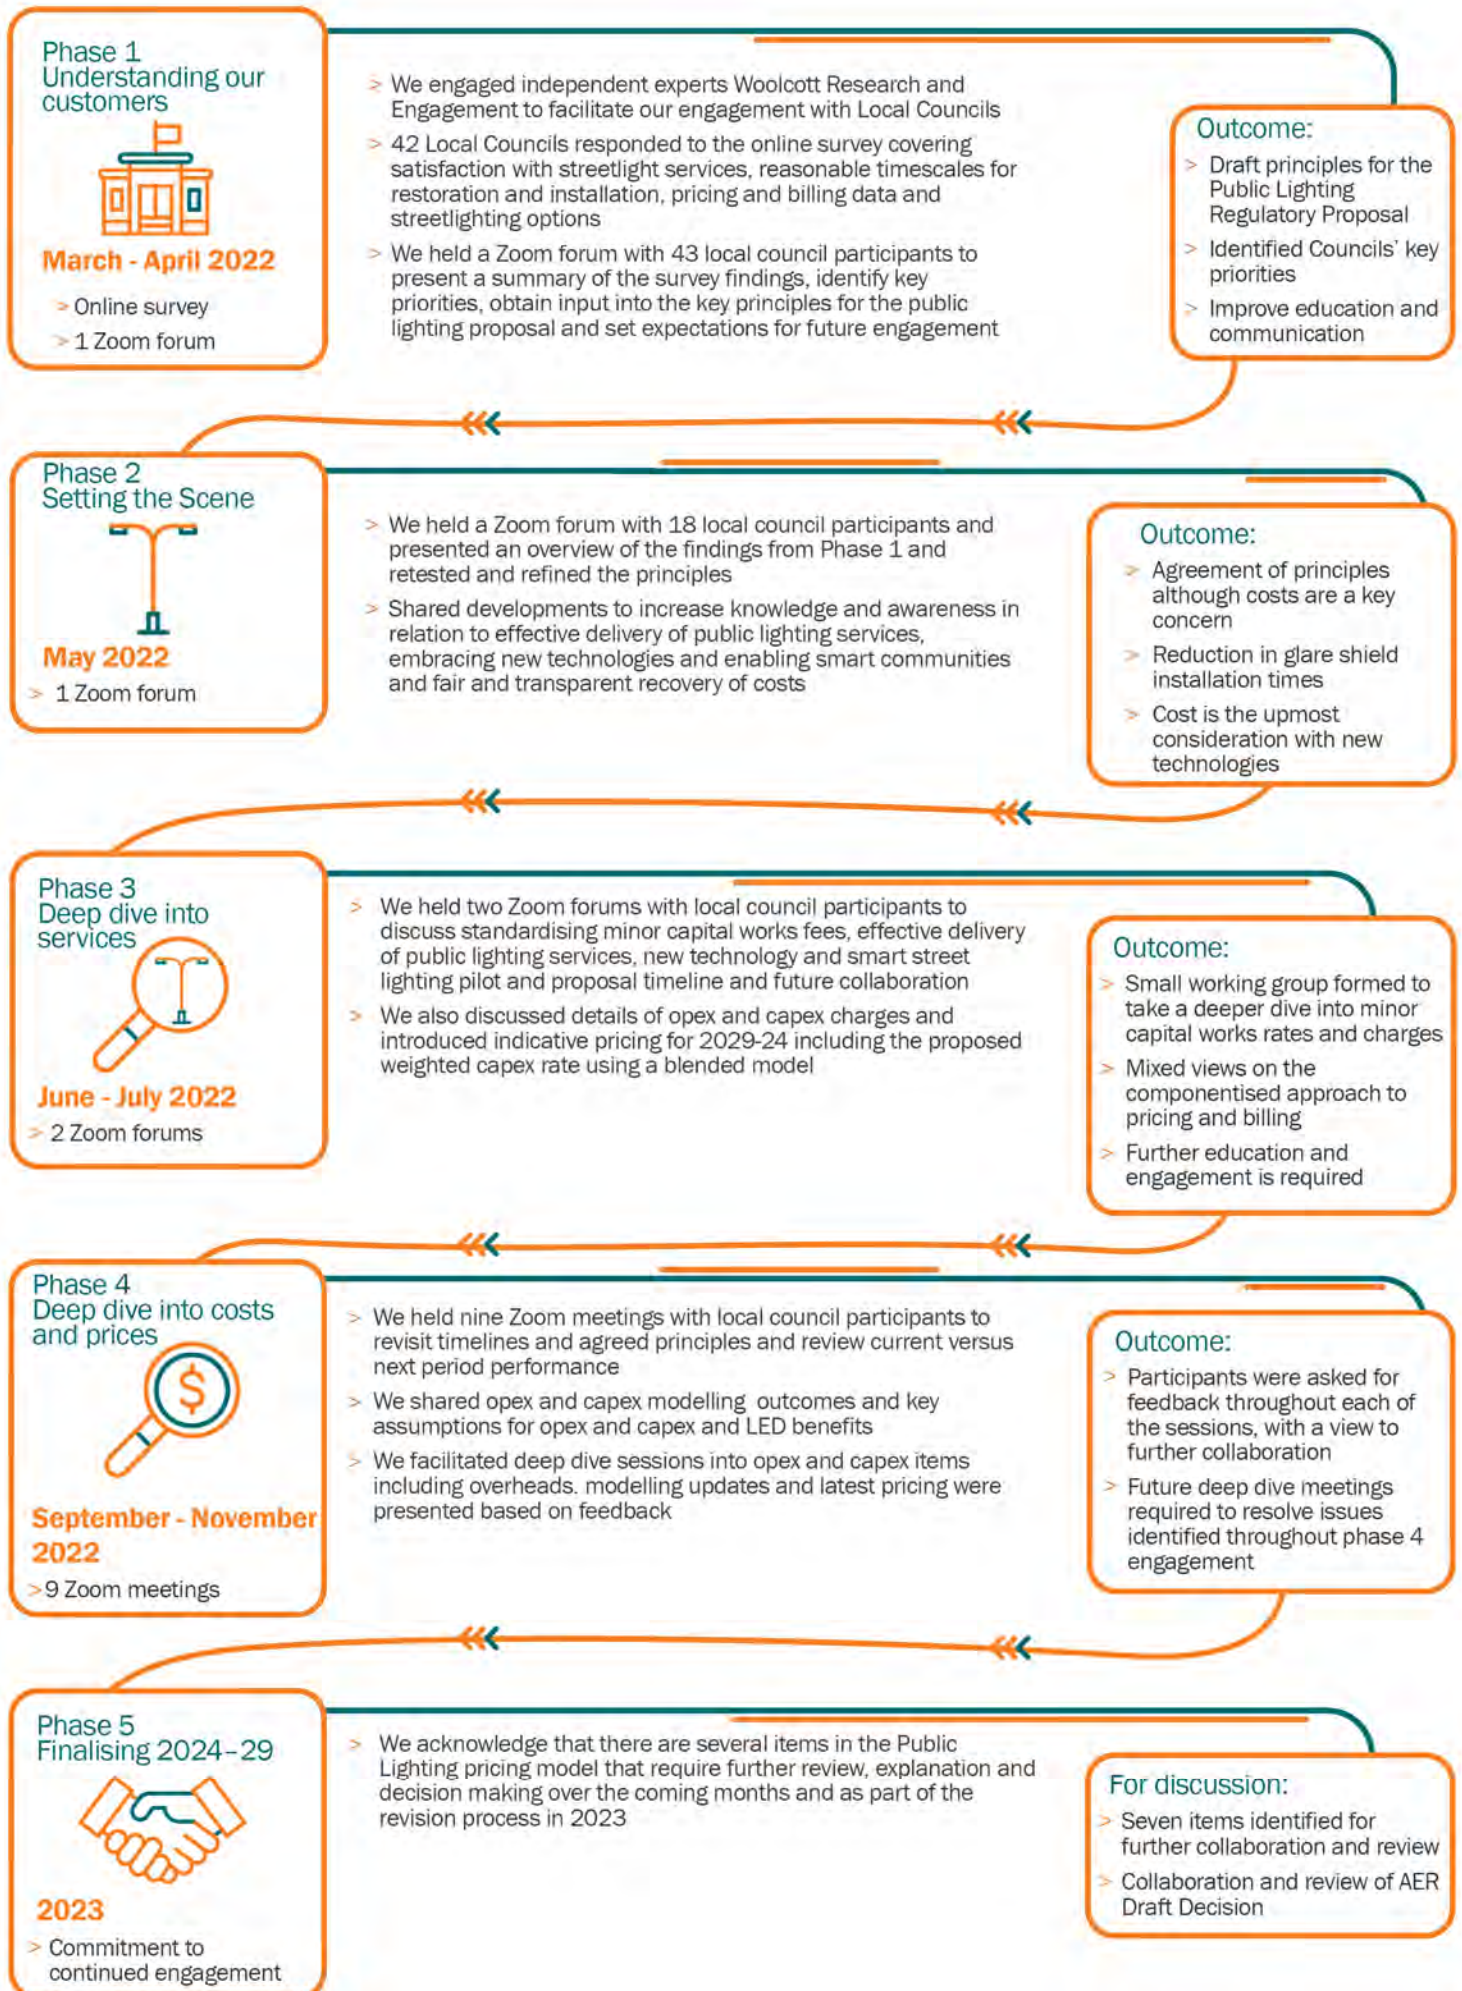 Phase 1
Understanding our
customers
March - April 2022
> Online survey
> 1 Zoom forum
> We engaged independent experts Woolcott Research and
Engagement to facilitate our engagement with Local Councils
> 42 Local Councils responded to the online survey covering
satisfaction with streetlight services, reasonable timescales for
restoration and installation, pricing and billing data and
streetlighting options
> We held a Zoom forum with 43 local council participants to
present a summary of the survey findings, identify key
priorities, obtain input into the key principles for the public
lighting proposal and set expectations for future engagement
Outcome:
> Draft principles for the
Public Lighting
Regulatory Proposal
> Identified Councils' key
priorities
> Improve education and
communication
Phase 2
Setting the Scene
May 2022
> 1 Zoom forum
> We held a Zoom forum with 18 local council participants and
presented an overview of the findings from Phase 1 and
retested and refined the principles
> Shared developments to increase knowledge and awareness in
relation to effective delivery of public lighting services,
embracing new technologies and enabling smart communities
and fair and transparent recovery of costs
Outcome:
> Agreement of principles
although costs are a key
concern
> Reduction in glare shield
installation times
> Cost is the upmost
consideration with new
technologies
Phase 3
Deep dive into
services
June - July 2022
> 2 Zoom forums
> We held two Zoom forums with local council participants to
discuss standardising minor capital works fees, effective delivery
of public lighting services, new technology and smart street
lighting pilot and proposal timeline and future collaboration
> We also discussed details of opex and capex charges and
introduced indicative pricing for 2029-24 including the proposed
weighted capex rate using a blended model
Outcome:
> Small working group formed to
take a deeper dive into minor
capital works rates and charges
> Mixed views on the
componentised approach to
pricing and billing
> Further education and
engagement is required
Phase 4
Deep dive into costs
and prices
$
September - November
2022
>9 Zoom meetings
> We held nine Zoom meetings with local council participants to
revisit timelines and agreed principles and review current versus
next period performance
> We shared opex and capex modelling outcomes and key
assumptions for opex and capex and LED benefits
> We facilitated deep dive sessions into opex and capex items
including overheads. modelling updates and latest pricing were
presented based on feedback
Outcome:
> Participants were asked for
feedback throughout each of
the sessions, with a view to
further collaboration
> Future deep dive meetings
required to resolve issues
identified throughout phase 4
engagement
Phase 5
Finalising 2024–29
2023
> Commitment to
continued engagement
> We acknowledge that there are several items in the Public
Lighting pricing model that require further review, explanation and
decision making over the coming months and as part of the
revision process in 2023
For discussion:
> Seven items identified for
further collaboration and review
> Collaboration and review of AER
Draft Decision